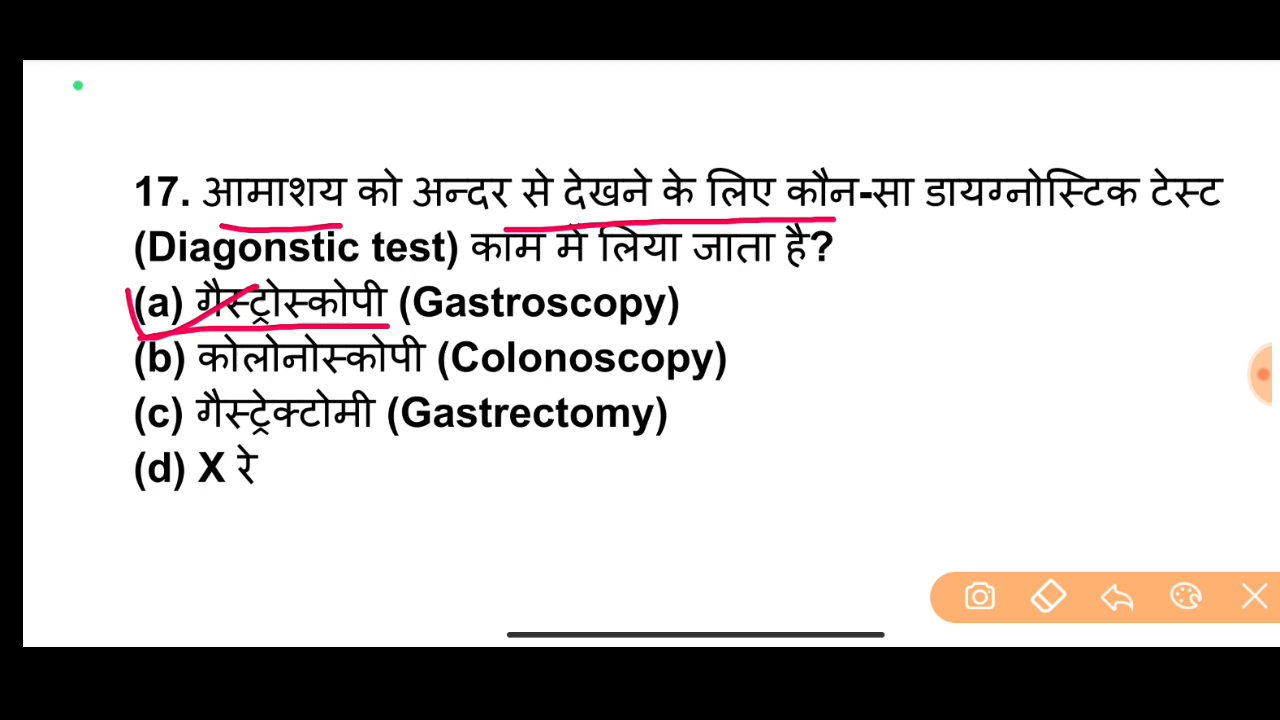 17. आमाशय को अन्दर से देखने के लिए कौन-सा डायग्नोस्टिक टेस्ट
(Diagonstic test) काम में लिया जाता है?
(a) गैस्ट्रोस्कोपी (Gastroscopy)
(b) कोलोनोस्कोपी (Colonoscopy)
(c) गैस्ट्रेक्टोमी (Gastrectomy)
(d) X रे